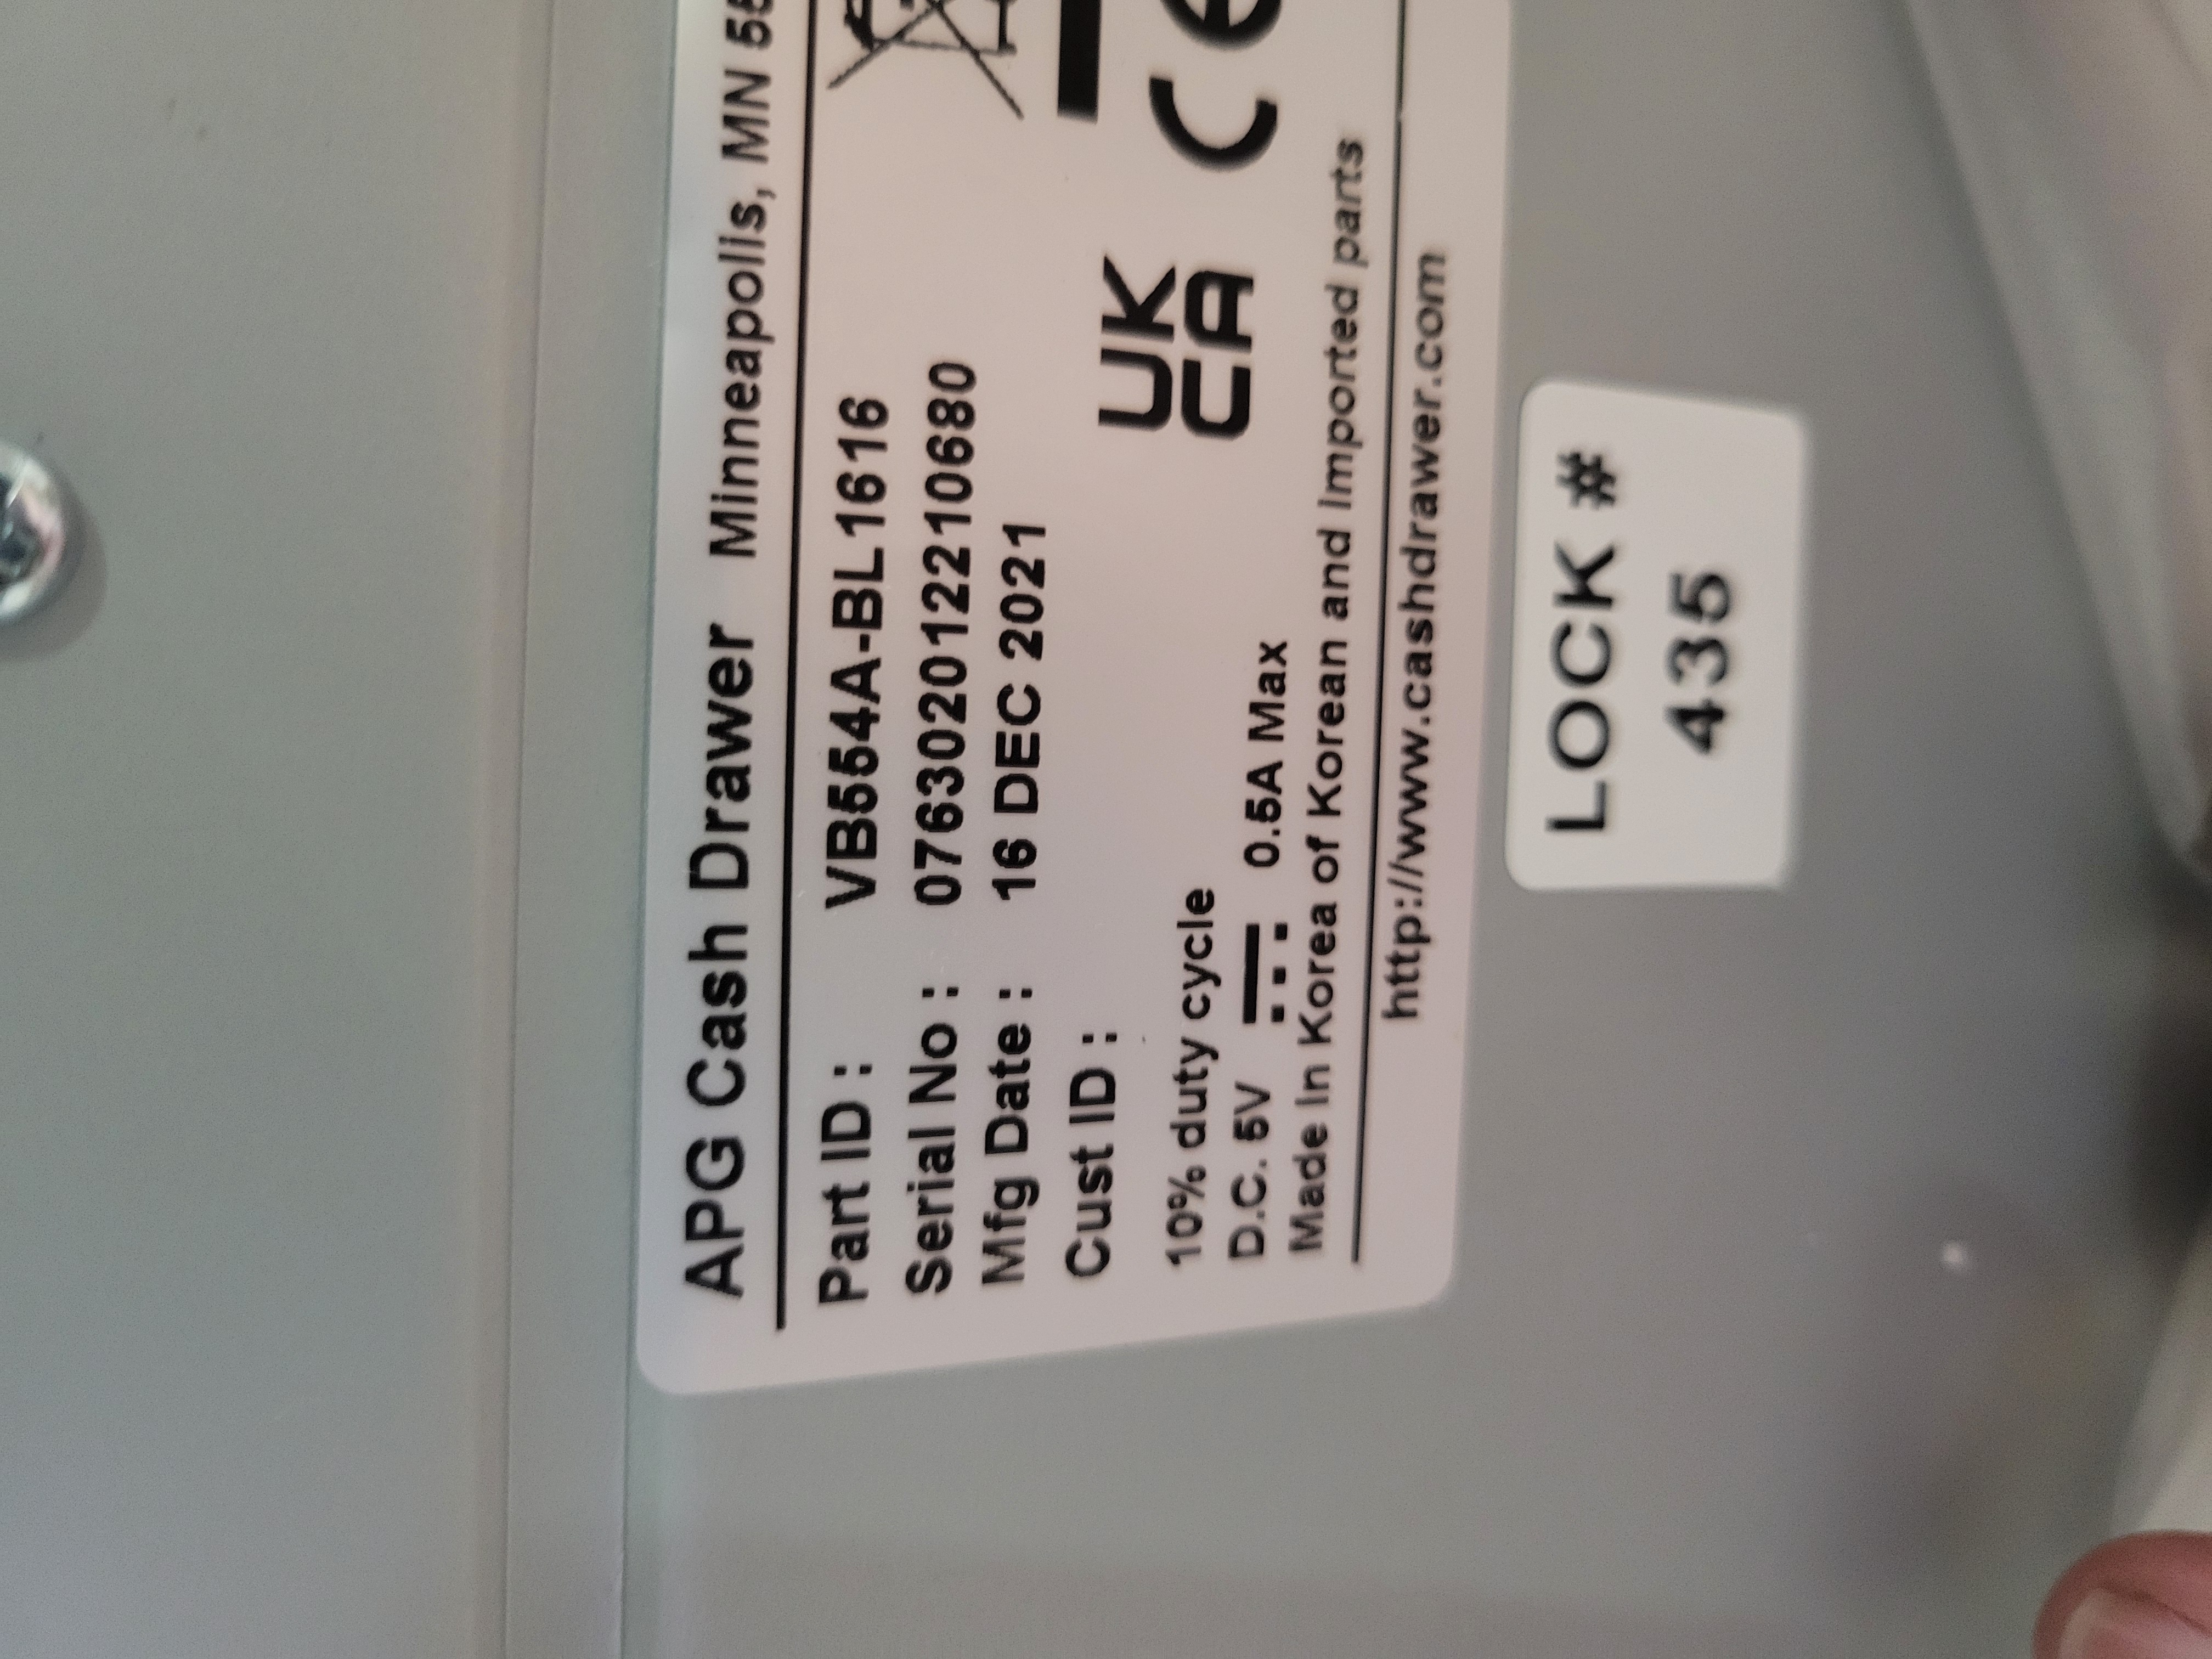 APG Cash Drawer Minneapolis, MN 55
Part ID : VB554A-BL1616
Serial No : 076302012210680
Mfg Date : 16 DEC 2021
Cust ID :
UK
CA
CE
10% duty cycle
D.C. 5V 0.5A Max
Made in Korea of Korean and imported parts
http://www.cashdrawer.com
LOCK #
435